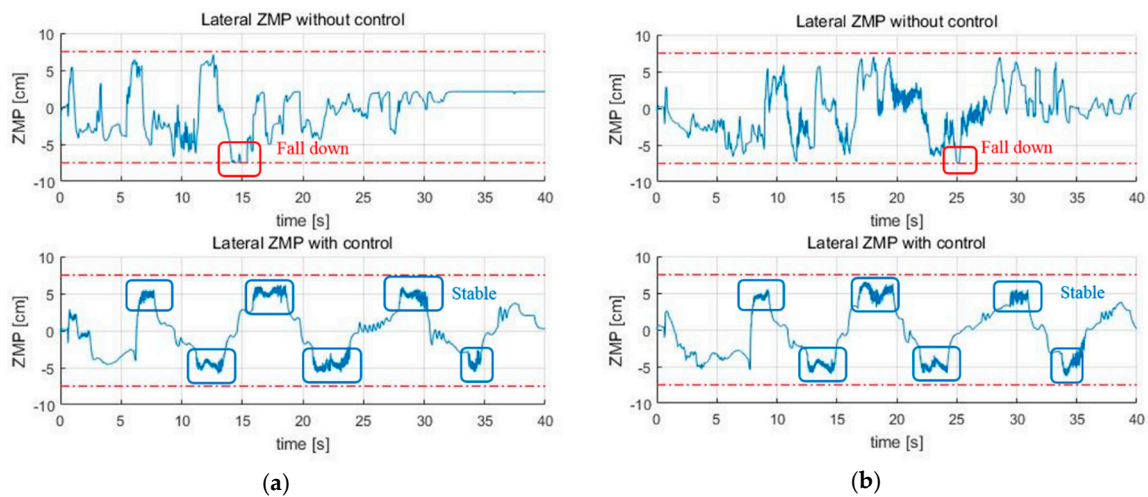 Lateral ZMP without control
10
5
0
-5
-10
ZMP [cm]
Fall down
0 5 10 15 20 25 30 35 40
time [s]
Lateral ZMP with control
10
5
0
-5
-10
ZMP [cm]
Stable
0 5 10 15 20 25 30 35 40
time [s]
(a)
Lateral ZMP without control
10
5
0
-5
-10
ZMP [cm]
Fall down
0 5 10 15 20 25 30 35 40
time [s]
Lateral ZMP with control
10
5
0
-5
-10
ZMP [cm]
Stable
0 5 10 15 20 25 30 35 40
time [s]
(b)